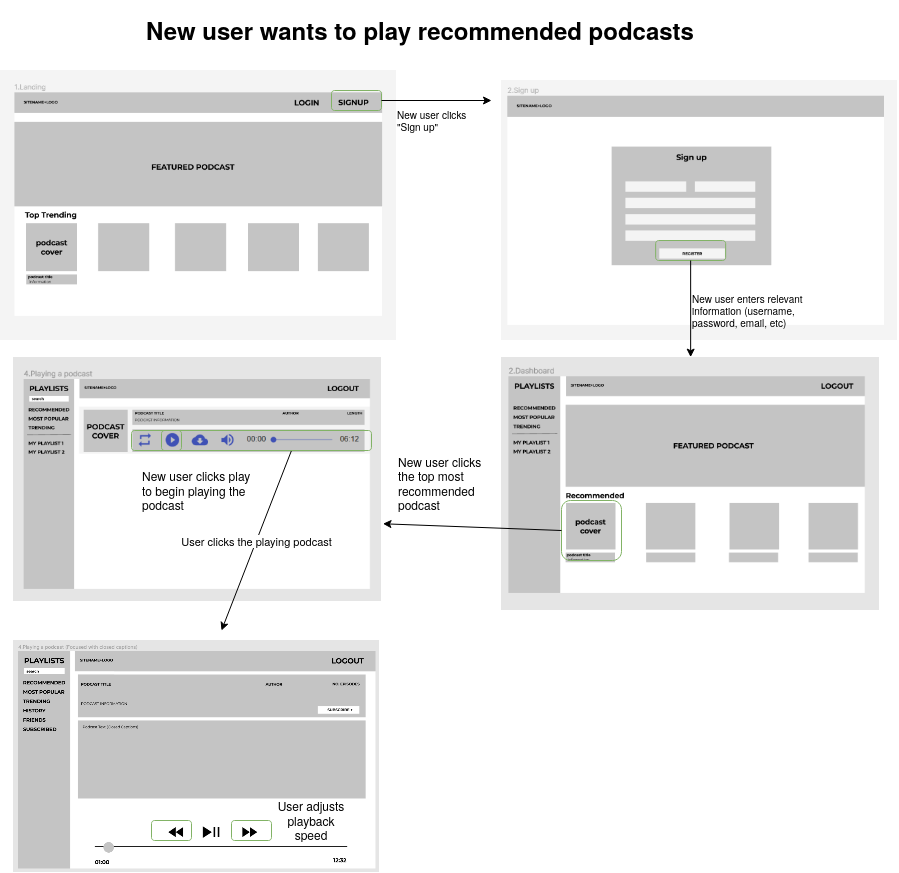 New user wants to play recommended podcasts
1.Landing
SITENAME+LOGO
LOGIN
SIGNUP
FEATURED PODCAST
Top Trending
podcast
cover
podcast title
information
New user clicks
"Sign up"
2.Sign up
SITENAME+LOGO
Sign up
REGISTER
New user enters relevant
information (username,
password, email, etc)
2.Dashboard
PLAYLISTS
SITENAME+LOGO
LOGOUT
RECOMMENDED
MOST POPULAR
TRENDING
MY PLAYLIST 1
MY PLAYLIST 2
FEATURED PODCAST
Recommended
podcast
cover
podcast title
information
New user clicks
the top most
recommended
podcast
4.Playing a podcast
PLAYLISTS
search
SITENAME+LOGO
LOGOUT
RECOMMENDED
MOST POPULAR
TRENDING
MY PLAYLIST 1
MY PLAYLIST 2
PODCAST
COVER
PODCAST TITLE
AUTHOR
LENGTH
PODCAST INFORMATION
00:00
06:12
New user clicks play
to begin playing the
podcast
User clicks the playing podcast
4.Playing a podcast (Focused with closed captions)
PLAYLISTS
search
SITENAME+LOGO
LOGOUT
RECOMMENDED
MOST POPULAR
TRENDING
HISTORY
FRIENDS
SUBSCRIBED
PODCAST TITLE
AUTHOR
NO. EPISODES
PODCAST INFORMATION
SUBSCRIBE +
Podcast Text (Closed Captions)
User adjusts
playback
speed
01:00
12:32